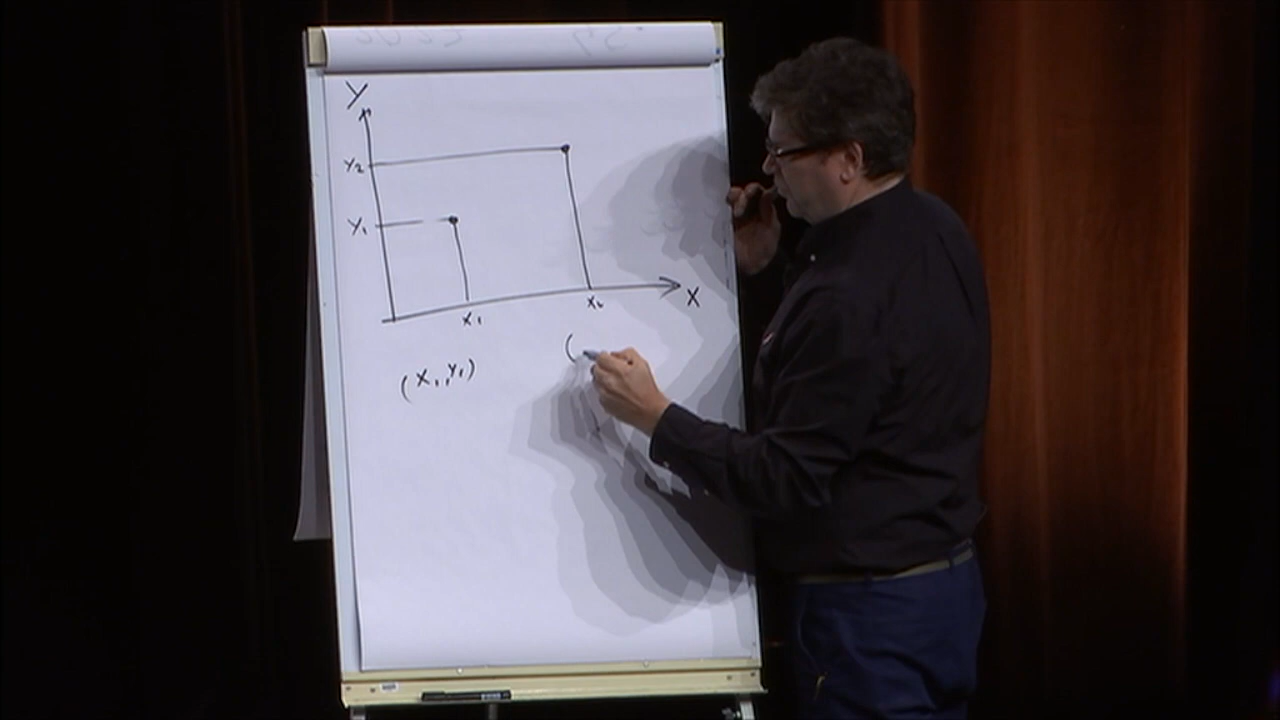 Y
y₂
y₁
x₁ x₂ X
(x₁,y₁) (